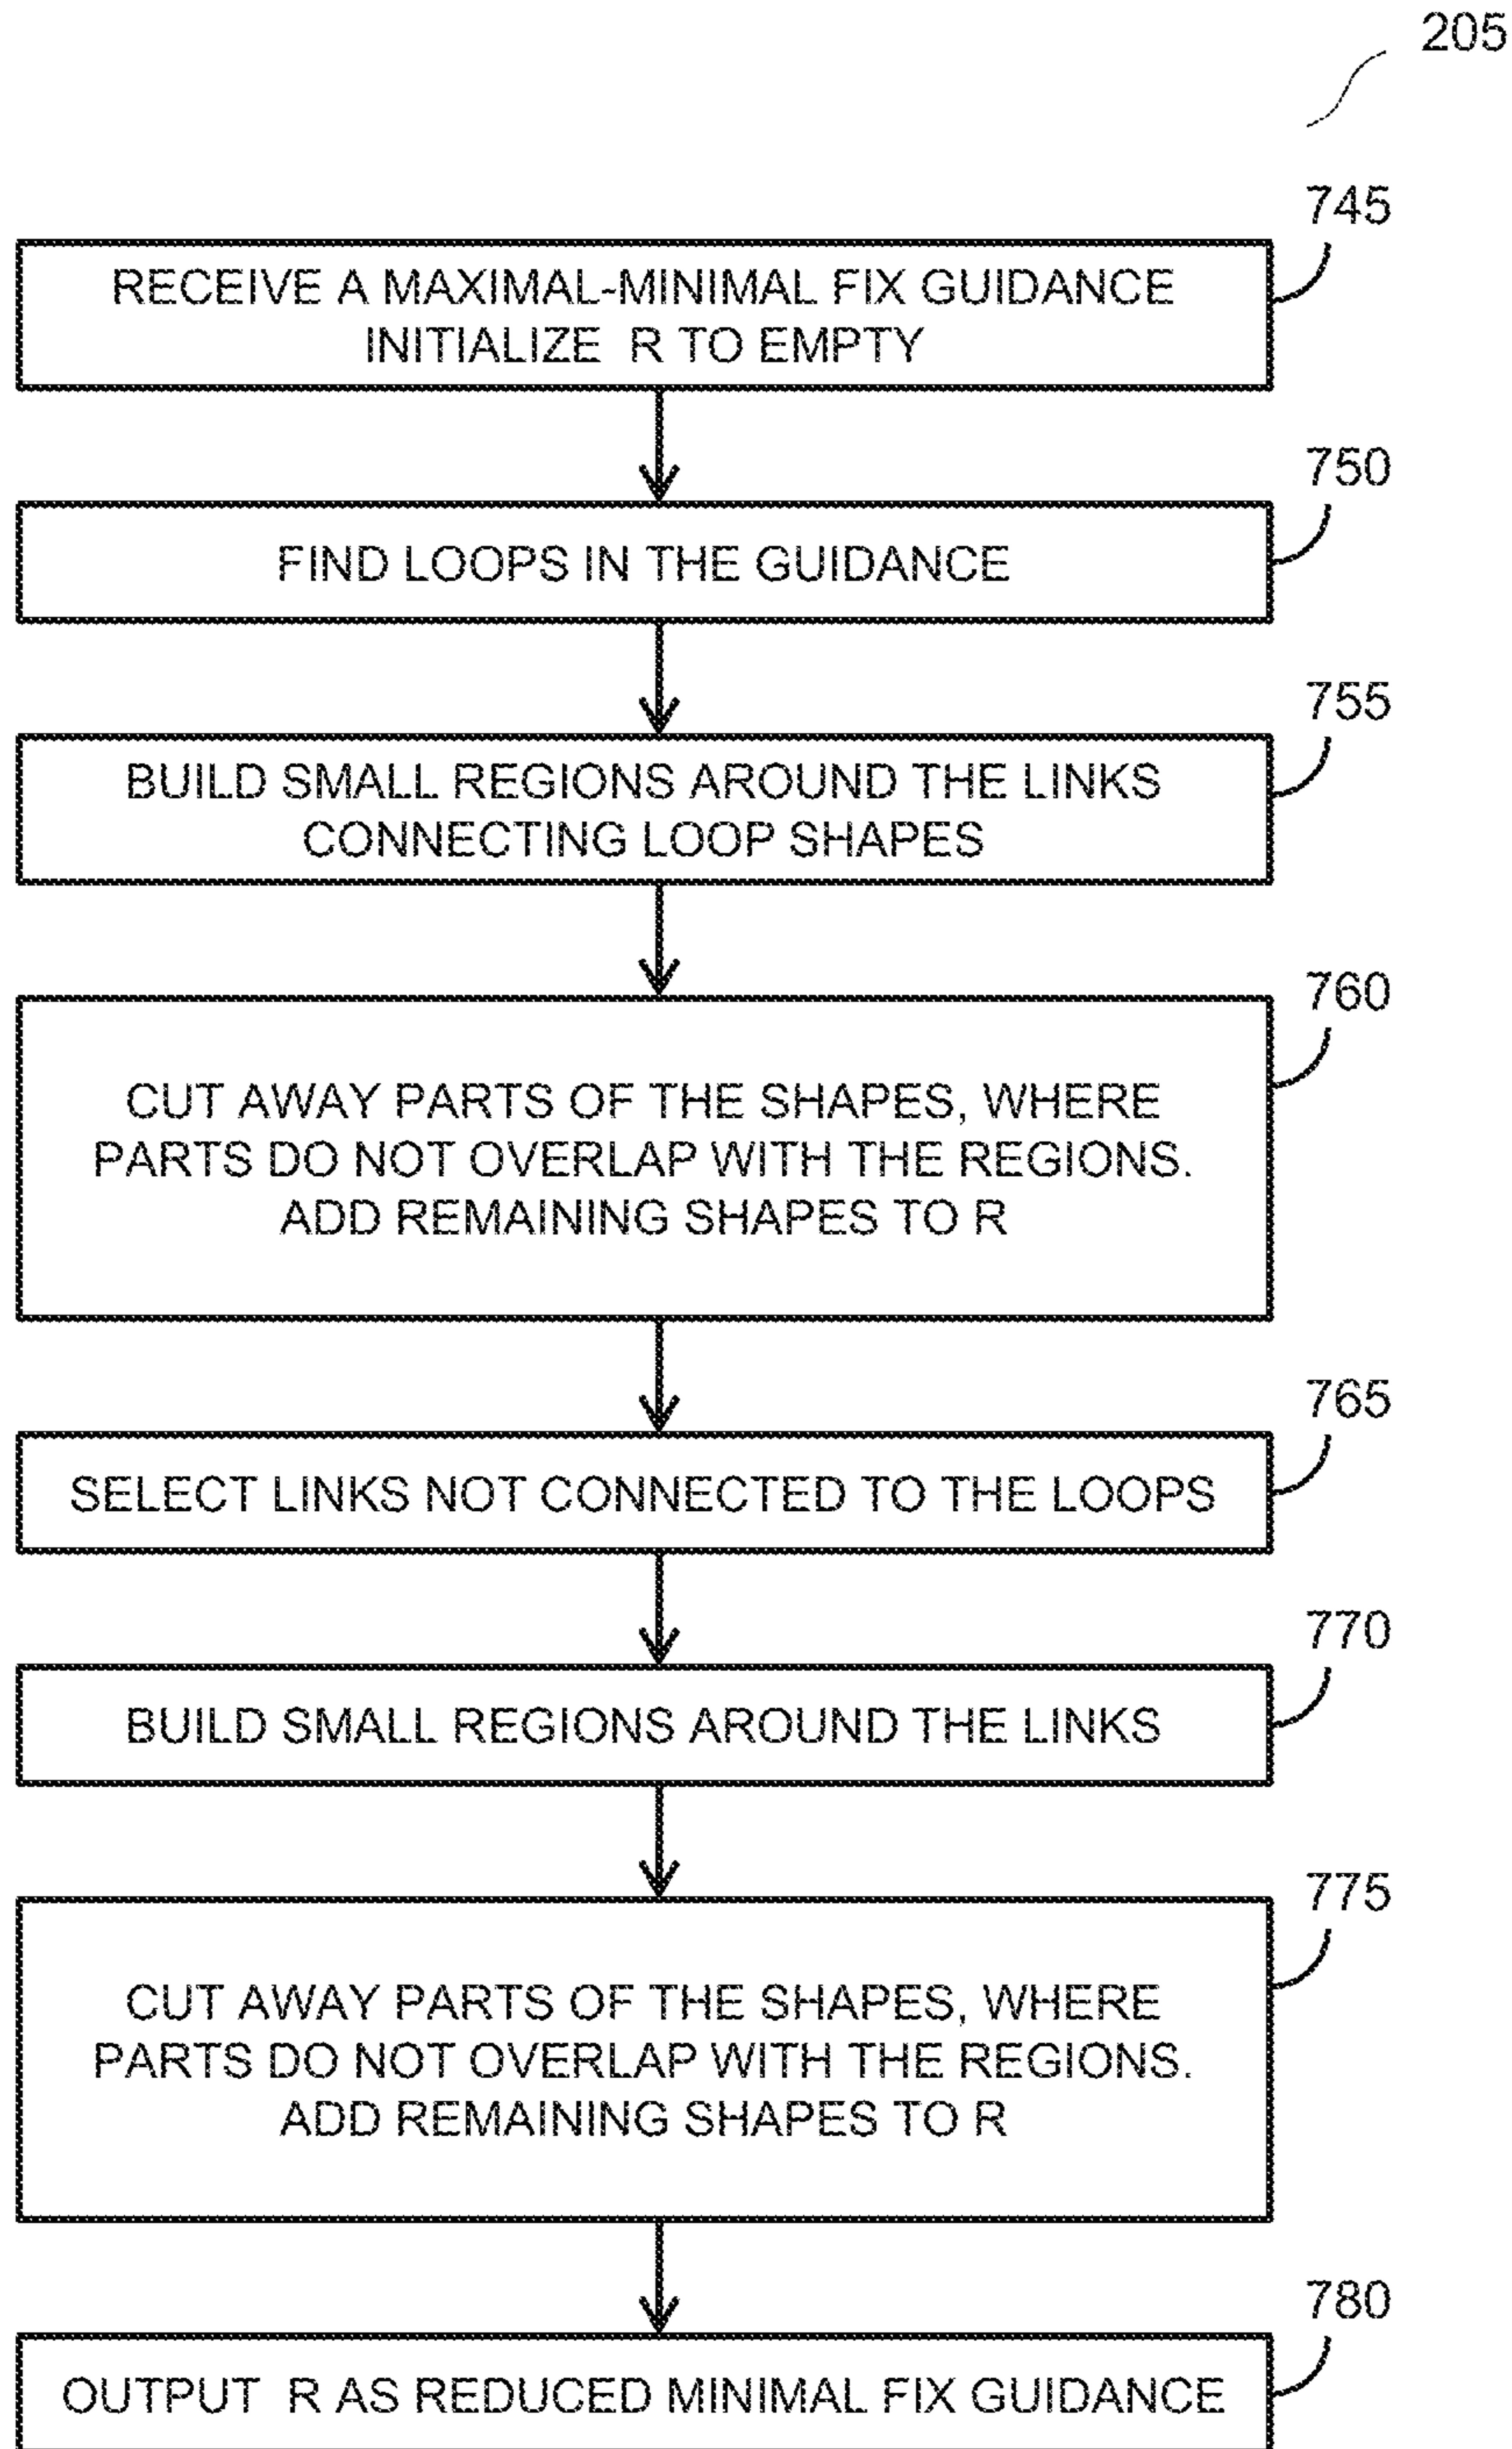 205
745
RECEIVE A MAXIMAL-MINIMAL FIX GUIDANCE
INITIALIZE R TO EMPTY
750
FIND LOOPS IN THE GUIDANCE
755
BUILD SMALL REGIONS AROUND THE LINKS
CONNECTING LOOP SHAPES
760
CUT AWAY PARTS OF THE SHAPES, WHERE
PARTS DO NOT OVERLAP WITH THE REGIONS.
ADD REMAINING SHAPES TO R
765
SELECT LINKS NOT CONNECTED TO THE LOOPS
770
BUILD SMALL REGIONS AROUND THE LINKS
775
CUT AWAY PARTS OF THE SHAPES, WHERE
PARTS DO NOT OVERLAP WITH THE REGIONS.
ADD REMAINING SHAPES TO R
780
OUTPUT R AS REDUCED MINIMAL FIX GUIDANCE